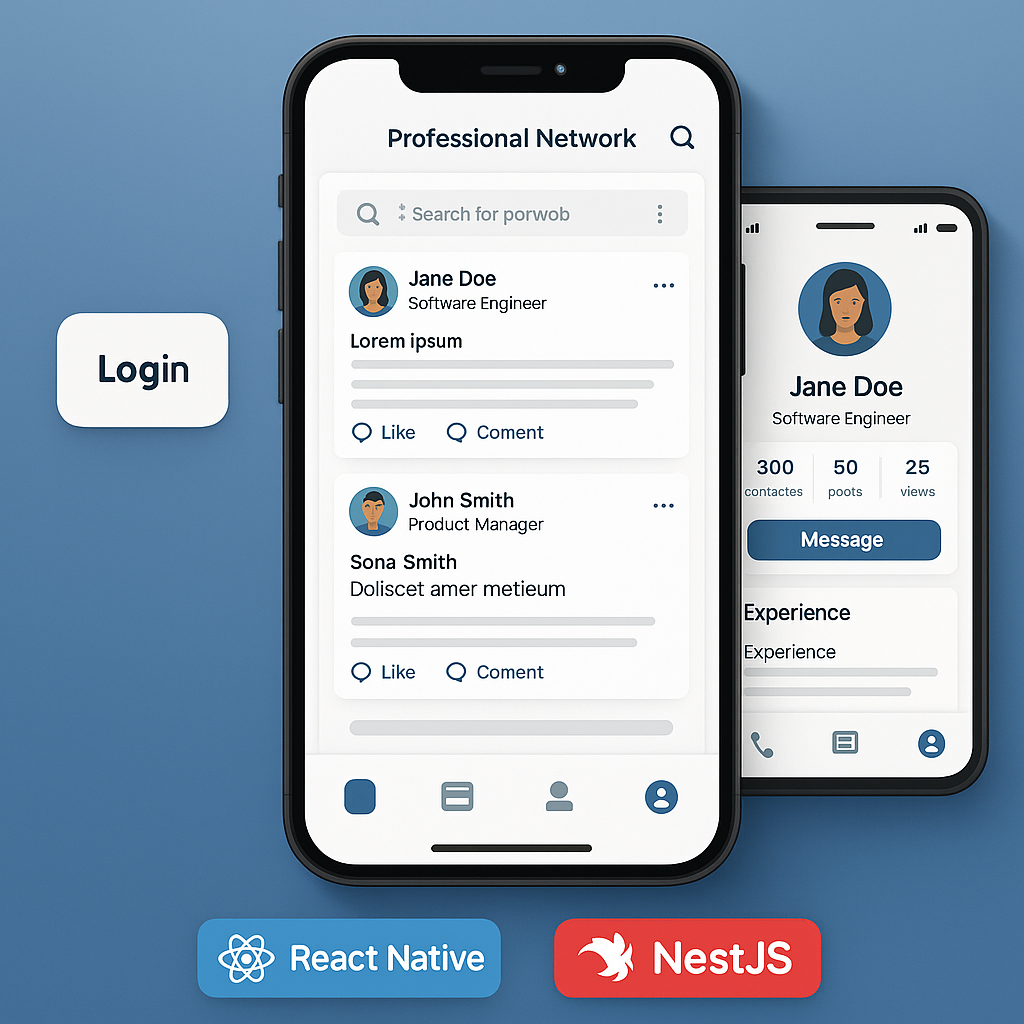 Professional Network
Search for porwob
Jane Doe
Software Engineer
Lorem ipsum
Like Coment
John Smith
Product Manager
Sona Smith
Doliscet amer metieum
Like Coment
Login
Jane Doe
Software Engineer
300 50 25
contactes poots views
Message
Experience
Experience
React Native
NestJS